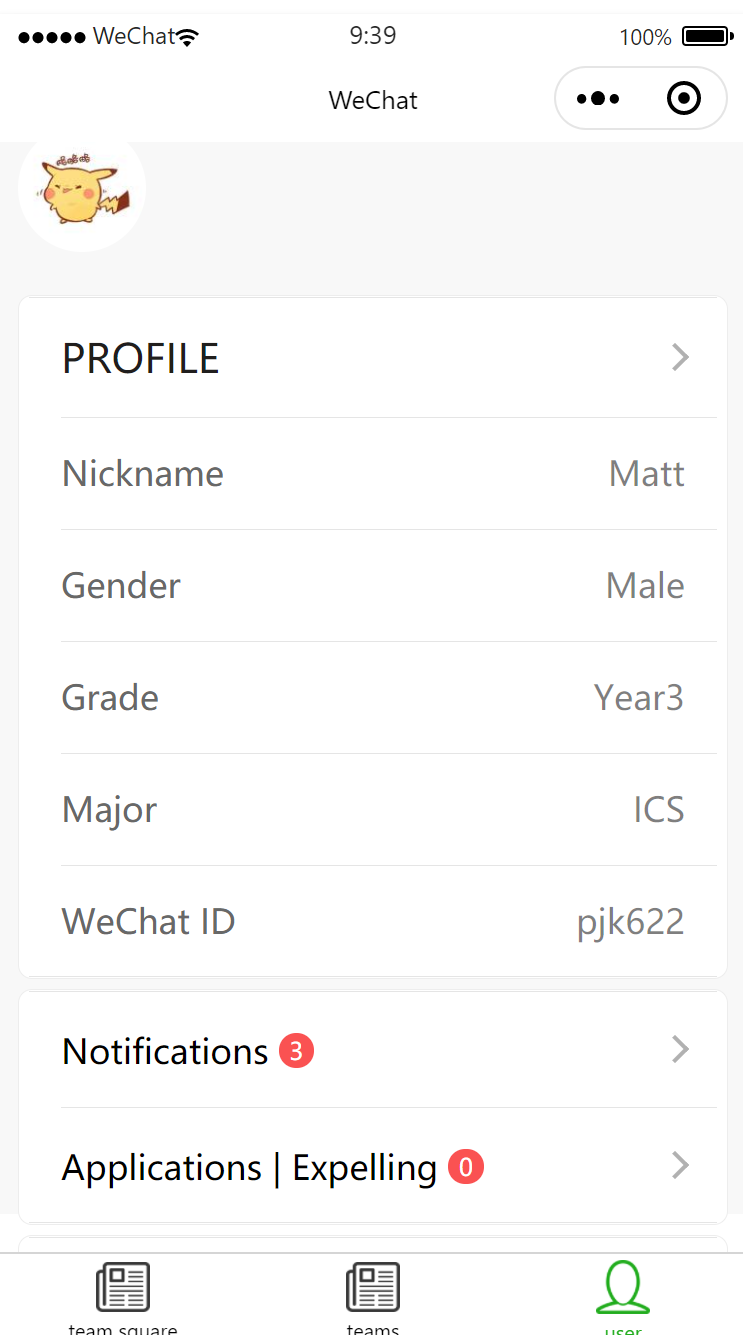 WeChat 9:39 100%
WeChat
PROFILE
Nickname Matt
Gender Male
Grade Year3
Major ICS
WeChat ID pjk622
Notifications 3
Applications | Expelling 0
team square teams user